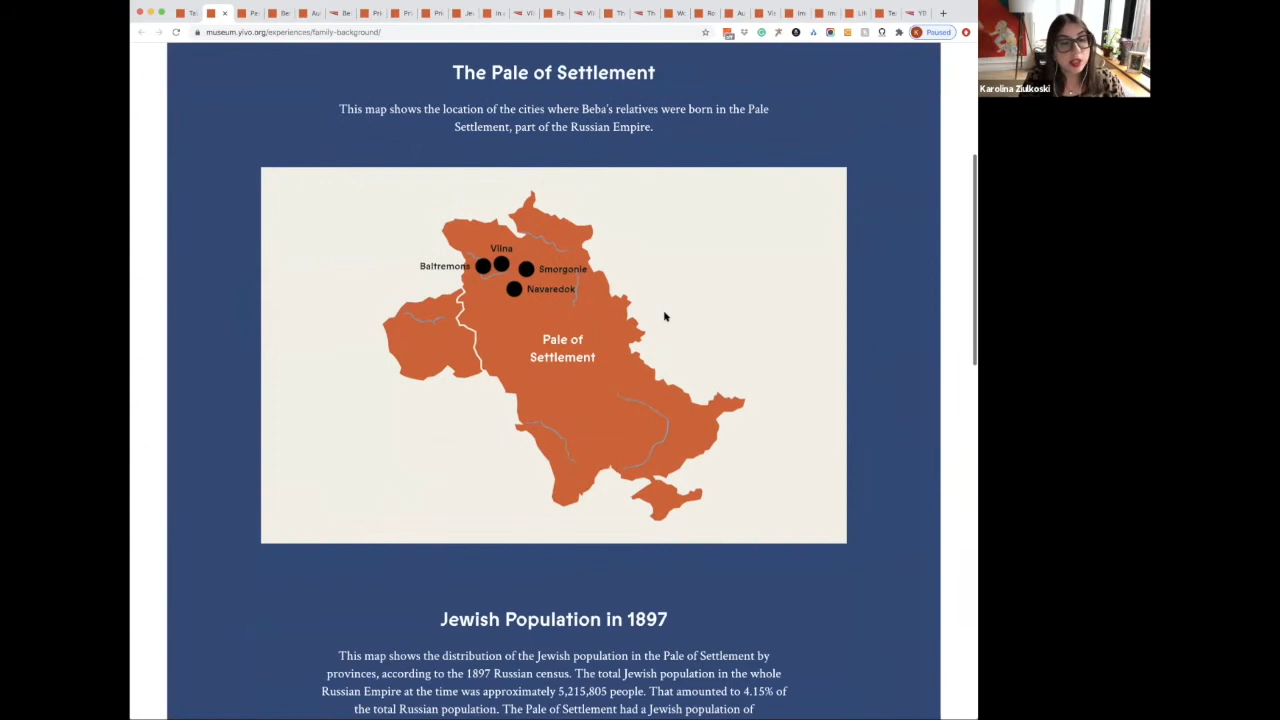 museum.yivo.org/experiences/family-background/
Paused
Karolina Ziulkoski
The Pale of Settlement
This map shows the location of the cities where Beba's relatives were born in the Pale
Settlement, part of the Russian Empire.
Vilna
Baltremons
Smorgonie
Navaredok
Pale of
Settlement
Jewish Population in 1897
This map shows the distribution of the Jewish population in the Pale of Settlement by
provinces, according to the 1897 Russian census. The total Jewish population in the whole
Russian Empire at the time was approximately 5,215,805 people. That amounted to 4.15% of
the total Russian population. The Pale of Settlement had a Jewish population of